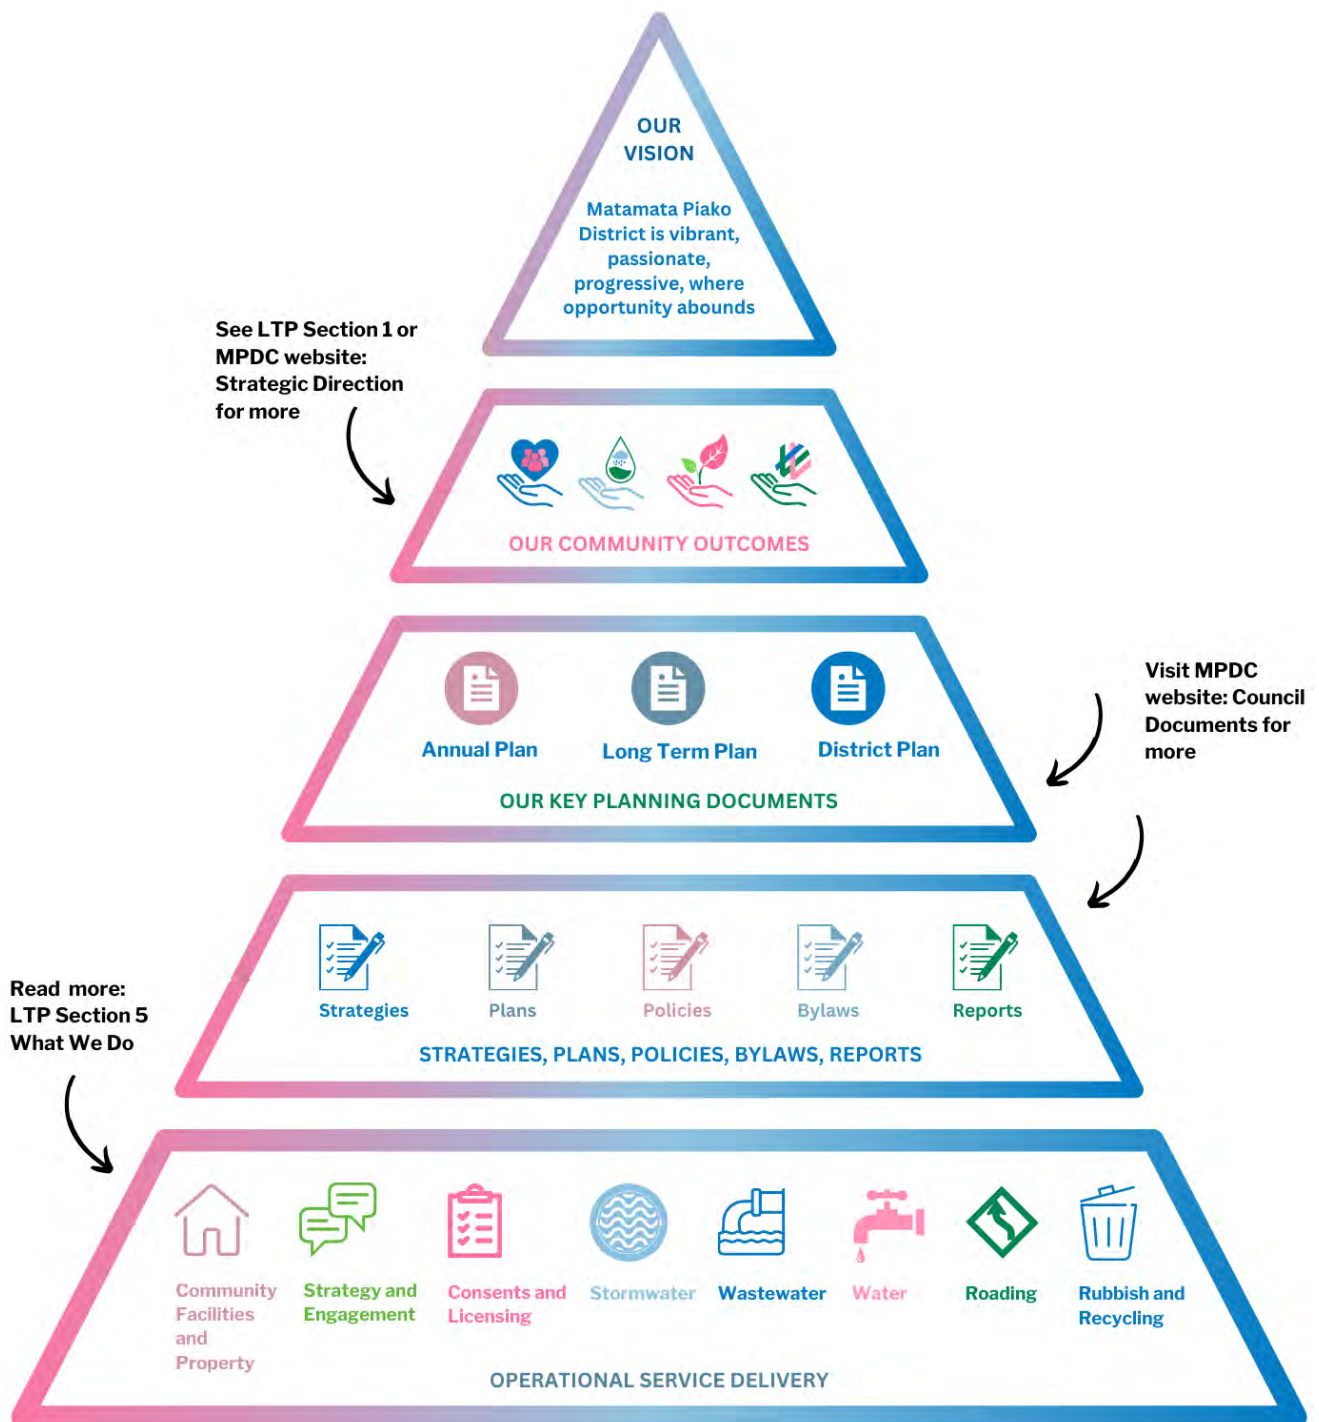 OUR
VISION
Matamata Piako
District is vibrant,
passionate,
progressive, where
opportunity abounds
See LTP Section 1 or
MPDC website:
Strategic Direction
for more
OUR COMMUNITY OUTCOMES
Annual Plan
Long Term Plan
District Plan
OUR KEY PLANNING DOCUMENTS
Visit MPDC
website: Council
Documents for
more
Strategies
Plans
Policies
Bylaws
Reports
STRATEGIES, PLANS, POLICIES, BYLAWS, REPORTS
Read more:
LTP Section 5
What We Do
Community
Facilities
and
Property
Strategy and
Engagement
Consents and
Licensing
Stormwater
Wastewater
Water
Roading
Rubbish and
Recycling
OPERATIONAL SERVICE DELIVERY